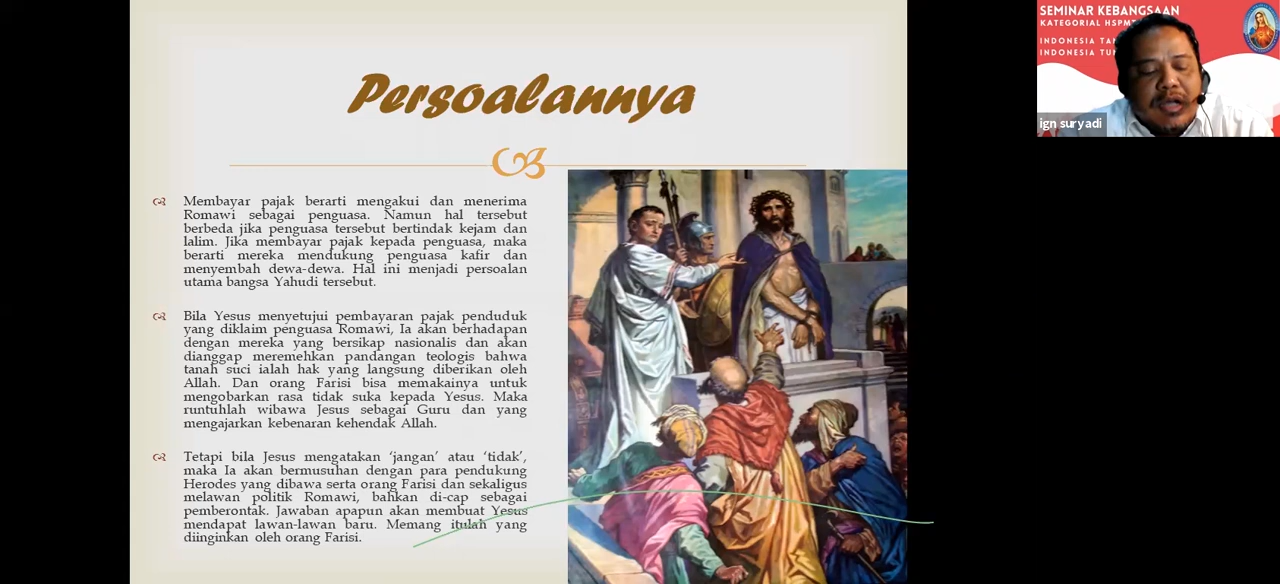 Persoalannya
Membayar pajak berarti mengakui dan menerima
Romawi sebagai penguasa. Namun hal tersebut
berbeda jika penguasa tersebut bertindak kejam dan
lalim. Jika membayar pajak kepada penguasa, maka
berarti mereka mendukung penguasa kafir dan
menyembah dewa-dewa. Hal ini menjadi persoalan
utama bangsa Yahudi tersebut.
Bila Yesus menyetujui pembayaran pajak penduduk
yang diklaim penguasa Romawi, Ia akan berhadapan
dengan mereka yang bersikap nasionalis dan akan
dianggap meremehkan pandangan teologis bahwa
tanah suci ialah hak yang langsung diberikan oleh
Allah. Dan orang Farisi bisa memakainya untuk
mengobarkan rasa tidak suka kepada Yesus. Maka
runtuhlah wibawa Jesus sebagai Guru dan yang
mengajarkan kebenaran kehendak Allah.
Tetapi bila Jesus mengatakan ‘jangan’ atau ‘tidak’,
maka Ia akan bermusuhan dengan para pendukung
Herodes yang dibawa serta orang Farisi dan sekaligus
melawan politik Romawi, bahkan di-cap sebagai
pemberontak. Jawaban apapun akan membuat Yesus
mendapat lawan-lawan baru. Memang itulah yang
diinginkan oleh orang Farisi.
SEMINAR KEBANGSAAN
KATEGORIAL
INDONESIA
INDONESIA
ign suryadi